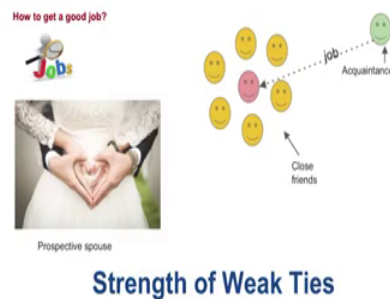 How to get a good job?
Jobs
job
Acquaintance
Close
friends
Prospective spouse
Strength of Weak Ties